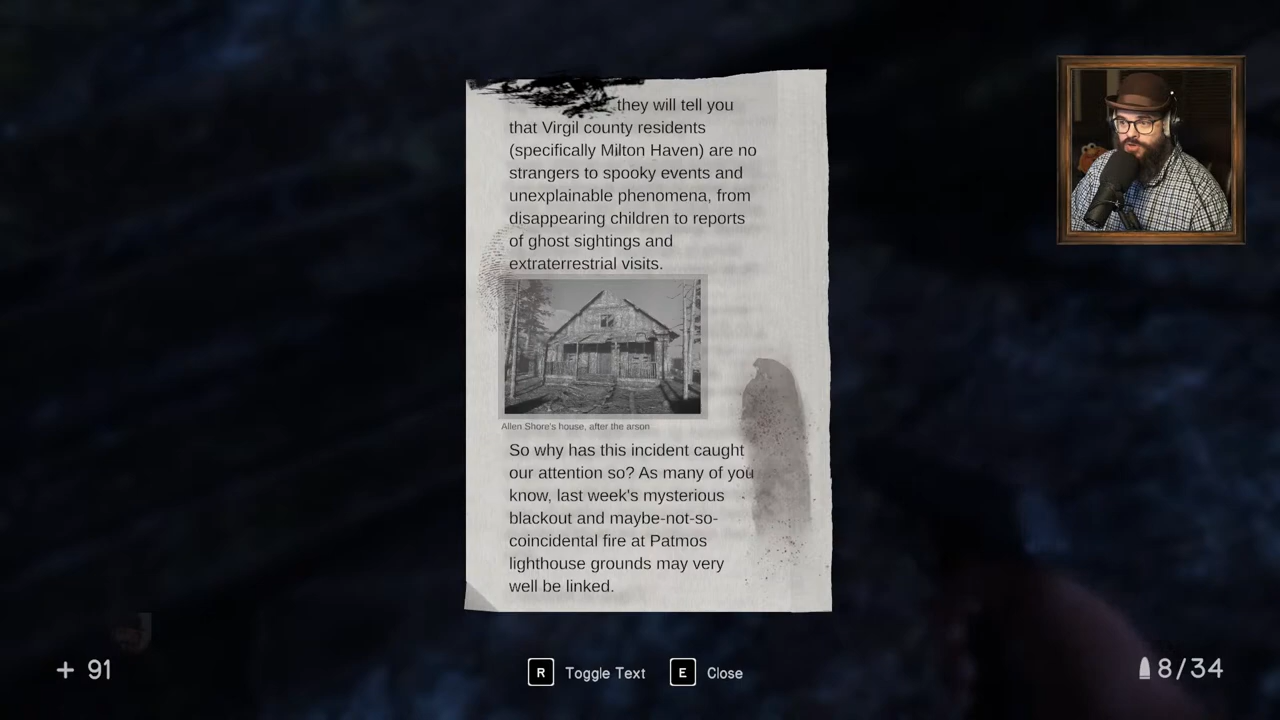 they will tell you
that Virgil county residents
(specifically Milton Haven) are no
strangers to spooky events and
unexplainable phenomena, from
disappearing children to reports
of ghost sightings and
extraterrestrial visits.
Allen Shore's house, after the arson
So why has this incident caught
our attention so? As many of you
know, last week's mysterious
blackout and maybe-not-so-
coincidental fire at Patmos
lighthouse grounds may very
well be linked.
+ 91
R Toggle Text E Close
8/34